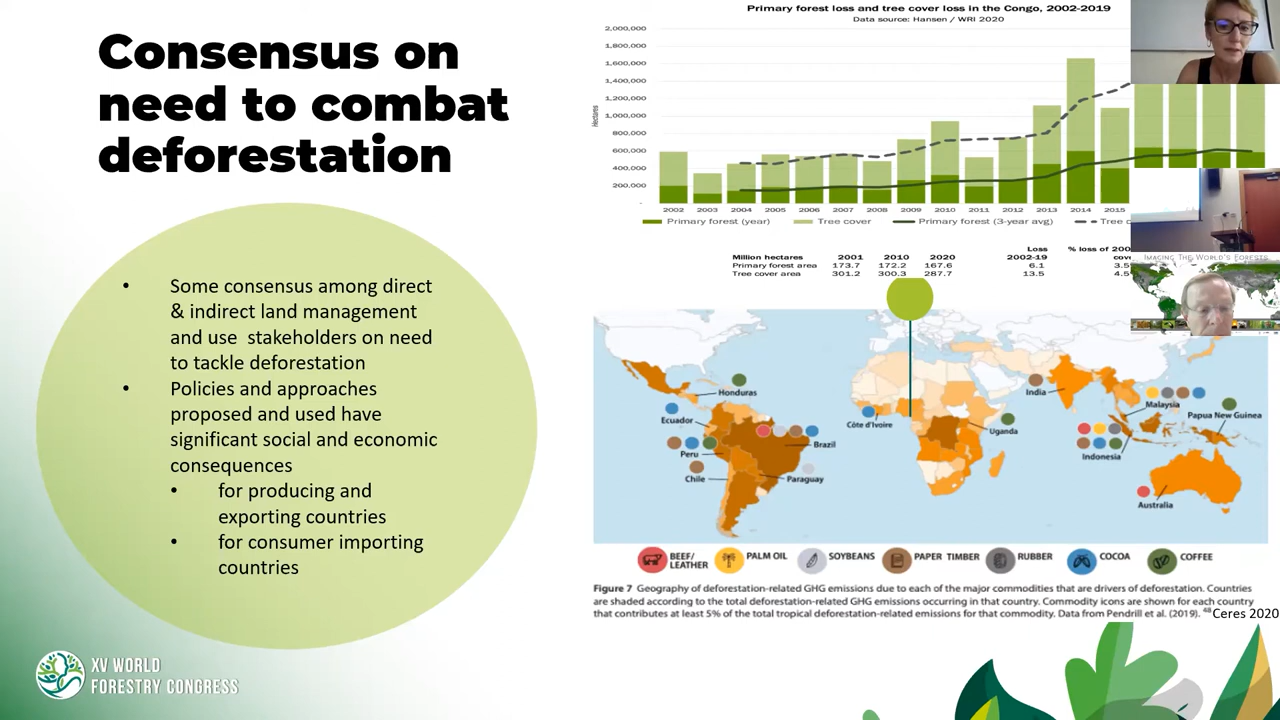 Consensus on
need to combat
deforestation
• Some consensus among direct
& indirect land management
and use stakeholders on need
to tackle deforestation
• Policies and approaches
proposed and used have
significant social and economic
consequences
• for producing and
exporting countries
• for consumer importing
countries
XV WORLD
FORESTRY CONGRESS
Primary forest loss and tree cover loss in the Congo, 2002-2019
Data source: Hansen / WRI 2020
Hectares
2,000,000
1,800,000
1,600,000
1,400,000
1,200,000
1,000,000
800,000
600,000
400,000
200,000
-
2002 2003 2004 2005 2006 2007 2008 2009 2010 2011 2012 2013 2014 2015
Primary forest (year) Tree cover Primary forest (3-year avg) Tree c
Loss % loss of 200
Million hectares 2001 2010 2020 2002-19 cov
Primary forest area 173.7 172.2 167.6 6.1 3.5
Tree cover area 301.2 300.3 287.7 13.5 4.5
IMAGING THE WORLD'S FORESTS
Honduras
Ecuador
Peru
Chile
Brazil
Paraguay
Côte d'Ivoire
Uganda
India
Malaysia
Papua New Guinea
Indonesia
Australia
BEEF/
LEATHER
PALM OIL
SOYBEANS
PAPER TIMBER
RUBBER
COCOA
COFFEE
Figure 7 Geography of deforestation-related GHG emissions due to each of the major commodities that are drivers of deforestation. Countries
are shaded according to the total deforestation-related GHG emissions occurring in that country. Commodity icons are shown for each country
that contributes at least 5% of the total tropical deforestation-related emissions for that commodity. Data from Pendrill et al. (2019). 48
Ceres 2020